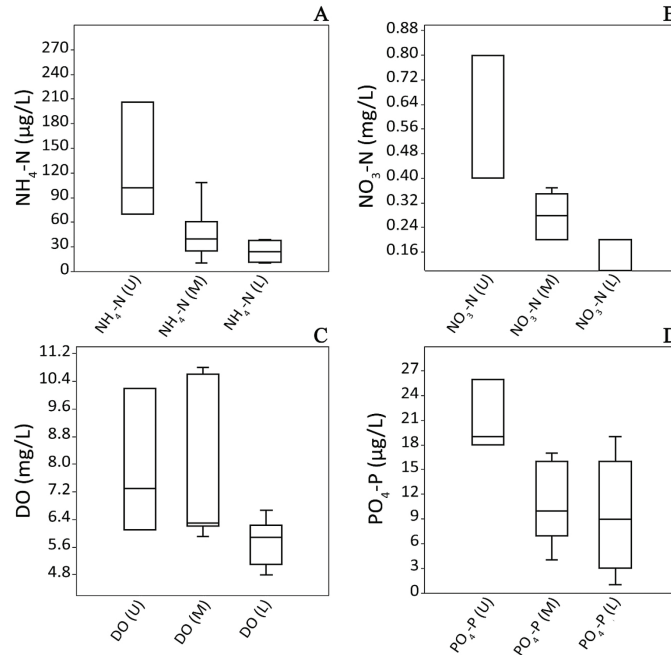 A
NH₄-N (µg/L)
270
240
210
180
150
120
90
60
30
0
NH₄-N (U)
NH₄-N (M)
NH₄-N (L)
B
NO₃-N (mg/L)
0.88
0.80
0.72
0.64
0.56
0.48
0.40
0.32
0.24
0.16
NO₃-N (U)
NO₃-N (M)
NO₃-N (L)
C
DO (mg/L)
11.2
10.4
9.6
8.8
8.0
7.2
6.4
5.6
4.8
DO (U)
DO (M)
DO (L)
D
PO₄-P (µg/L)
27
24
21
18
15
12
9
6
3
0
PO₄-P (U)
PO₄-P (M)
PO₄-P (L)